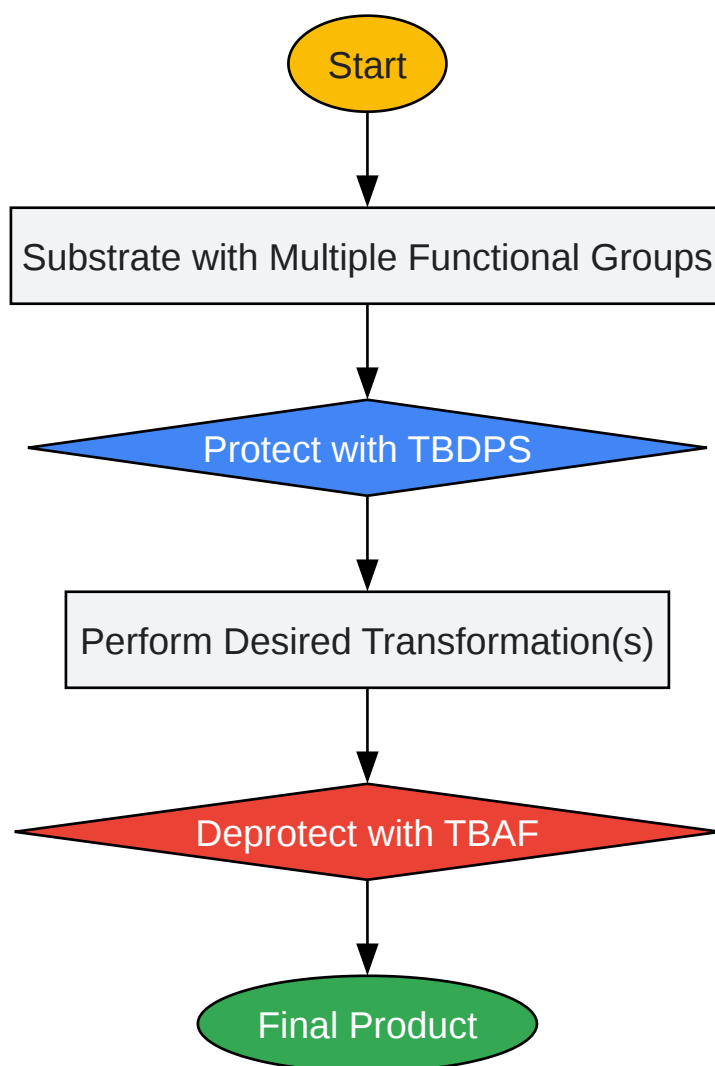 Start
Substrate with Multiple Functional Groups
Protect with TBDPS
Perform Desired Transformation(s)
Deprotect with TBAF
Final Product